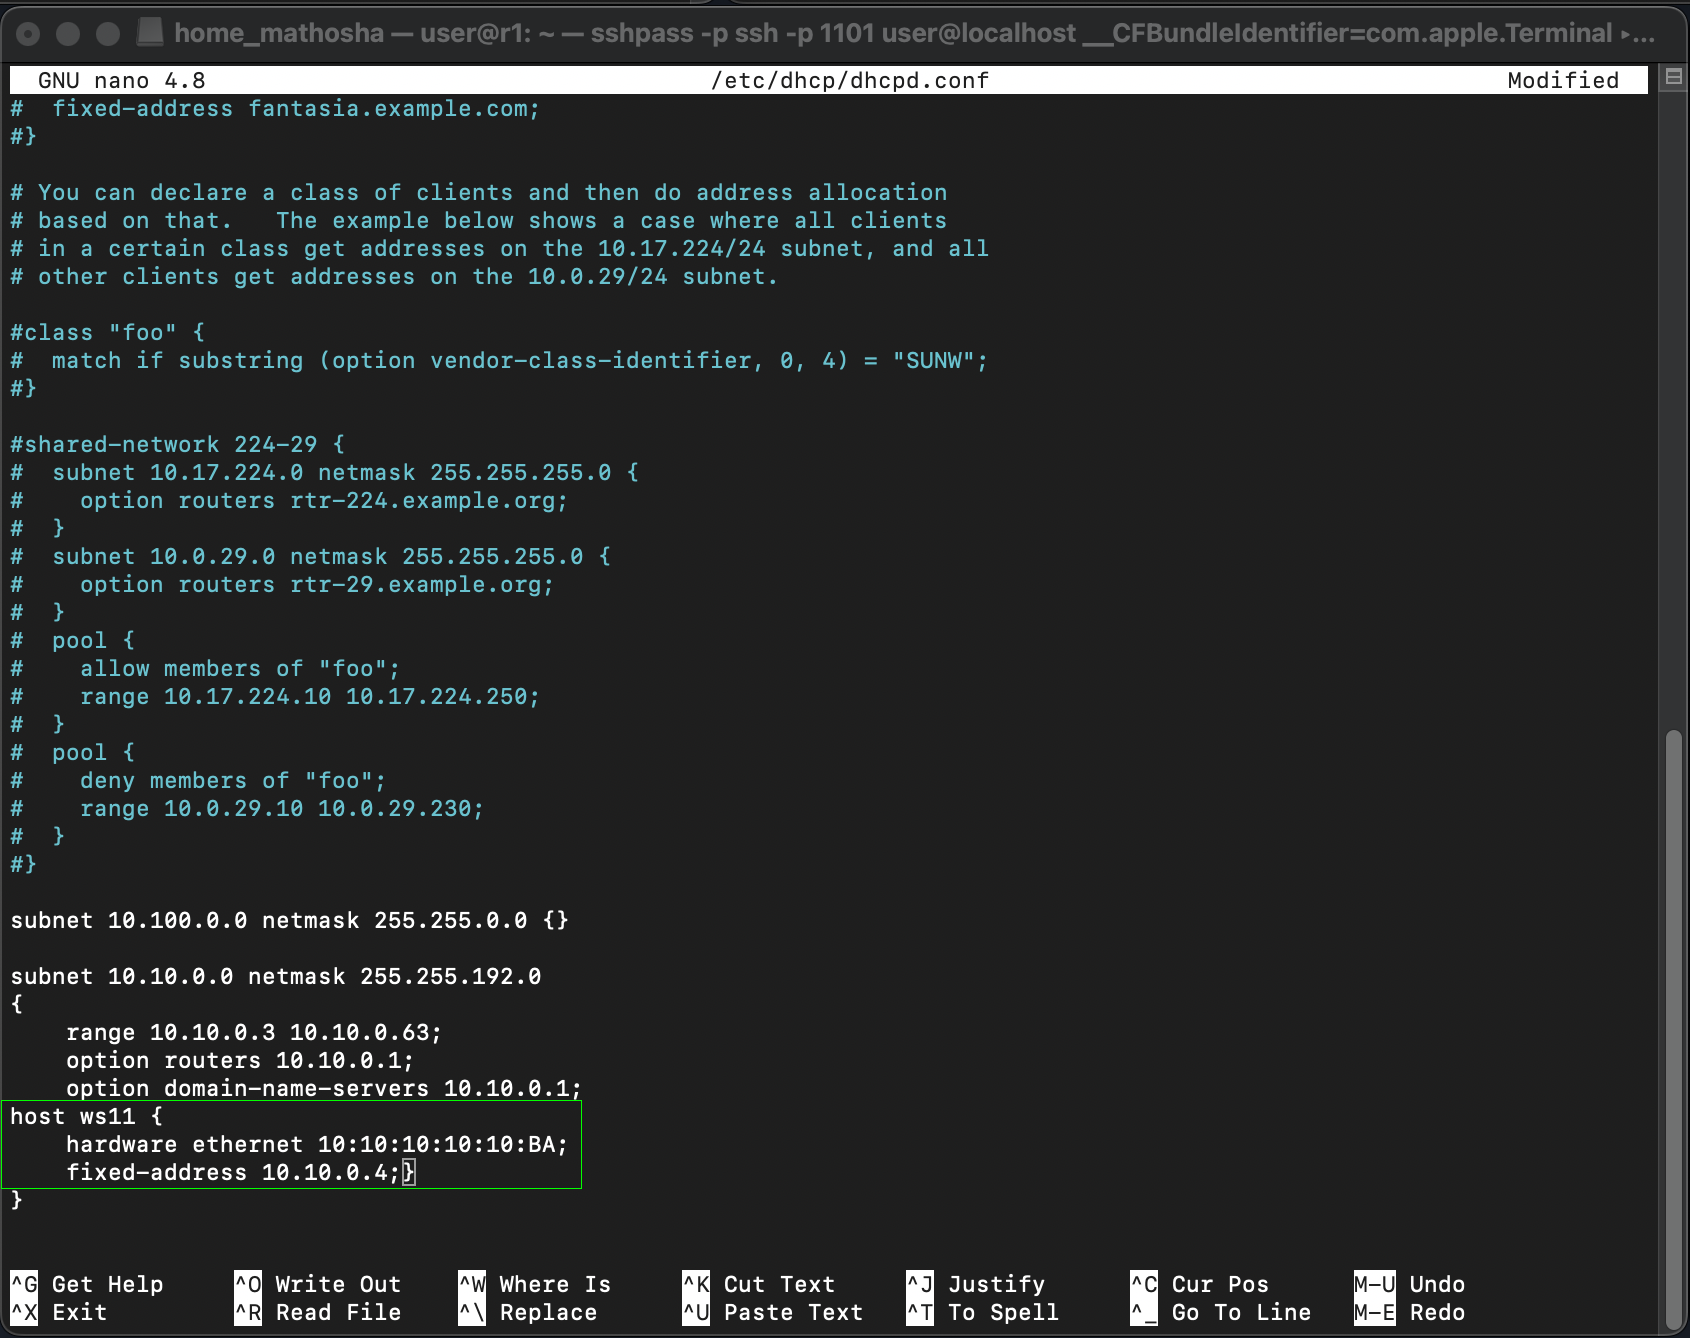 home_mathosha — user@r1: ~ — sshpass -p ssh -p 1101 user@localhost __CFBundleIdentifier=com.apple.Terminal ▸...
GNU nano 4.8 /etc/dhcp/dhcpd.conf Modified
#  fixed-address fantasia.example.com;
#}

# You can declare a class of clients and then do address allocation
# based on that.   The example below shows a case where all clients
# in a certain class get addresses on the 10.17.224/24 subnet, and all
# other clients get addresses on the 10.0.29/24 subnet.

#class "foo" {
#  match if substring (option vendor-class-identifier, 0, 4) = "SUNW";
#}

#shared-network 224-29 {
#  subnet 10.17.224.0 netmask 255.255.255.0 {
#    option routers rtr-224.example.org;
#  }
#  subnet 10.0.29.0 netmask 255.255.255.0 {
#    option routers rtr-29.example.org;
#  }
#  pool {
#    allow members of "foo";
#    range 10.17.224.10 10.17.224.250;
#  }
#  pool {
#    deny members of "foo";
#    range 10.0.29.10 10.0.29.230;
#  }
#}

subnet 10.100.0.0 netmask 255.255.0.0 {}

subnet 10.10.0.0 netmask 255.255.192.0
{
    range 10.10.0.3 10.10.0.63;
    option routers 10.10.0.1;
    option domain-name-servers 10.10.0.1;
host ws11 {
    hardware ethernet 10:10:10:10:10:BA;
    fixed-address 10.10.0.4;}
}

^G Get Help ^O Write Out ^W Where Is ^K Cut Text ^J Justify ^C Cur Pos M-U Undo
^X Exit ^R Read File ^\ Replace ^U Paste Text ^T To Spell ^_ Go To Line M-E Redo